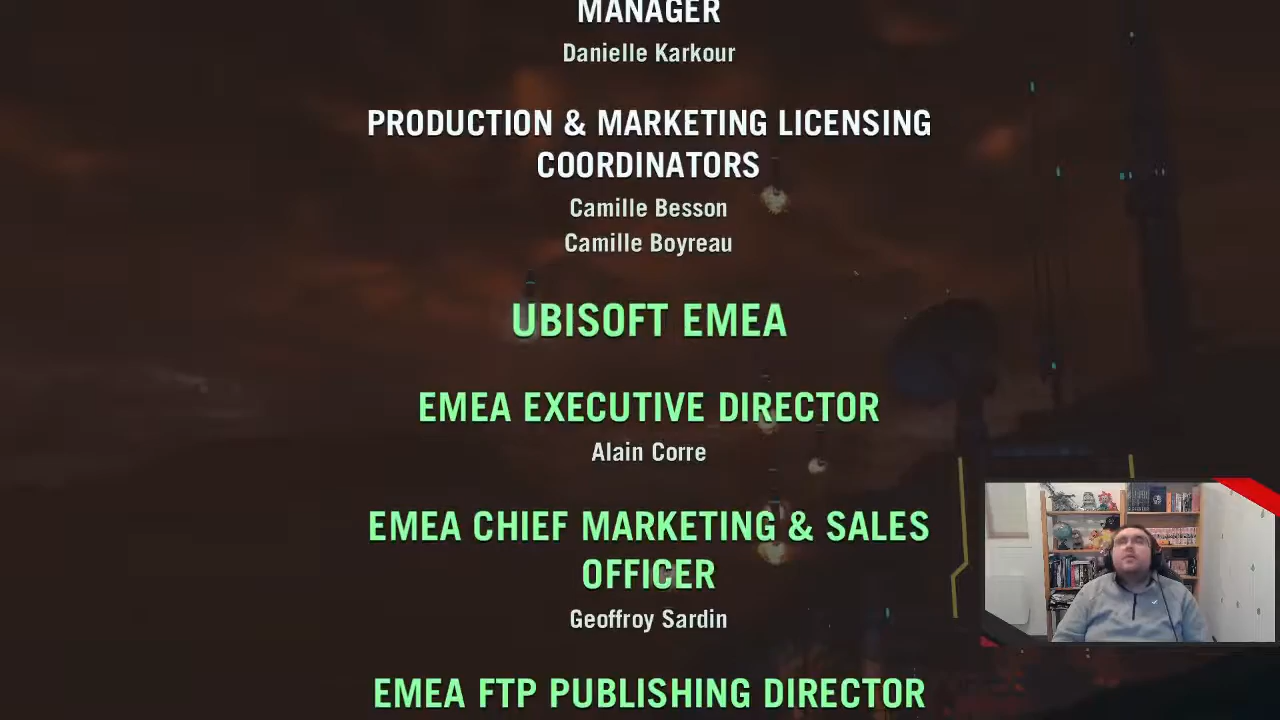 MANAGER
Danielle Karkour
PRODUCTION & MARKETING LICENSING
COORDINATORS
Camille Besson
Camille Boyreau
UBISOFT EMEA
EMEA EXECUTIVE DIRECTOR
Alain Corre
EMEA CHIEF MARKETING & SALES
OFFICER
Geoffroy Sardin
EMEA FTP PUBLISHING DIRECTOR